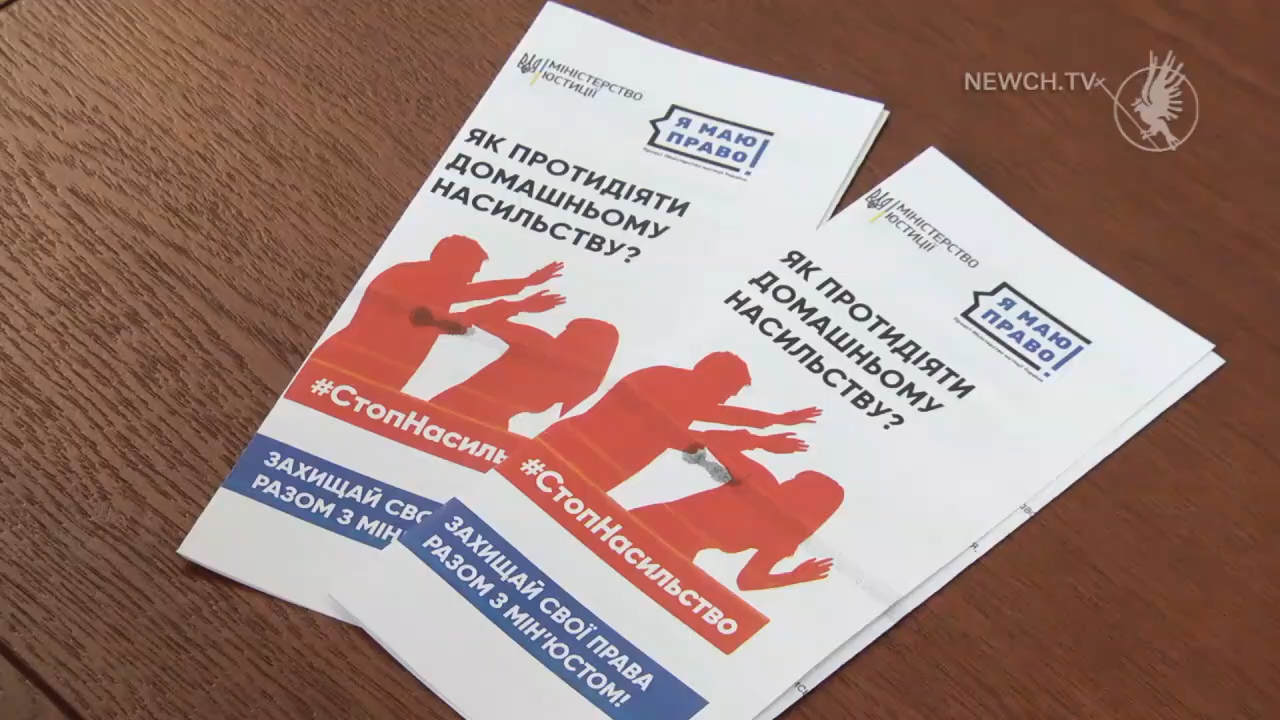 NEWCH.TV
МІНІСТЕРСТВО
ЮСТИЦІЇ
Я МАЮ
ПРАВО!
ЯК ПРОТИДІЯТИ
ДОМАШНЬОМУ
НАСИЛЬСТВУ?
#СтопНасиль
ЗАХИЩАЙ СВО
РАЗОМ З МІН
МІНІСТЕРСТВО
ЮСТИЦІЇ
Я МАЮ
ПРАВО!
ЯК ПРОТИДІЯТИ
ДОМАШНЬОМУ
НАСИЛЬСТВУ?
#СтопНасильство
ЗАХИЩАЙ СВОЇ ПРАВА
РАЗОМ З МІН'ЮСТОМ!